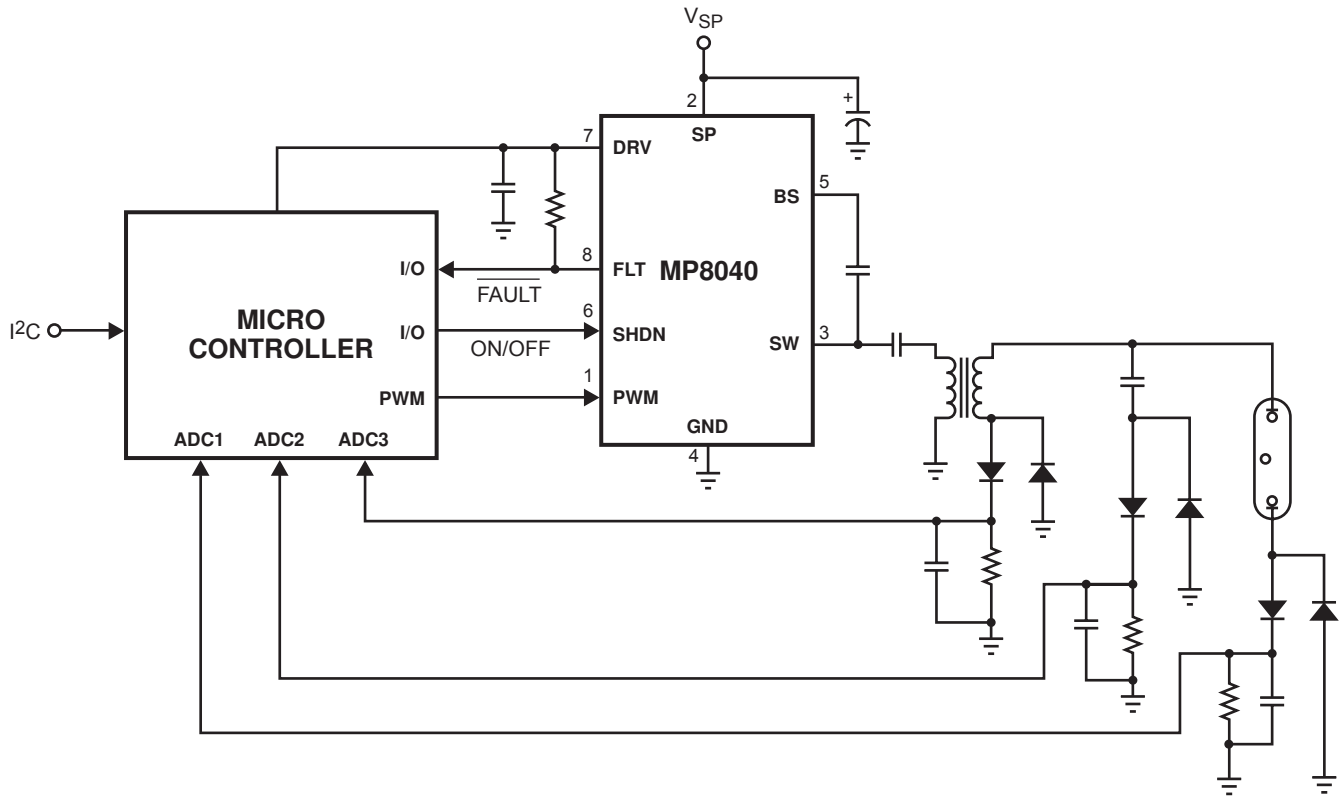 V_SP
2
+
7
SP
DRV
5
BS
I/O
8
FLT
MP8040
FAULT
MICRO
CONTROLLER
6
I²C
I/O
SHDN
3
SW
ON/OFF
1
PWM
PWM
GND
ADC1 ADC2 ADC3
4